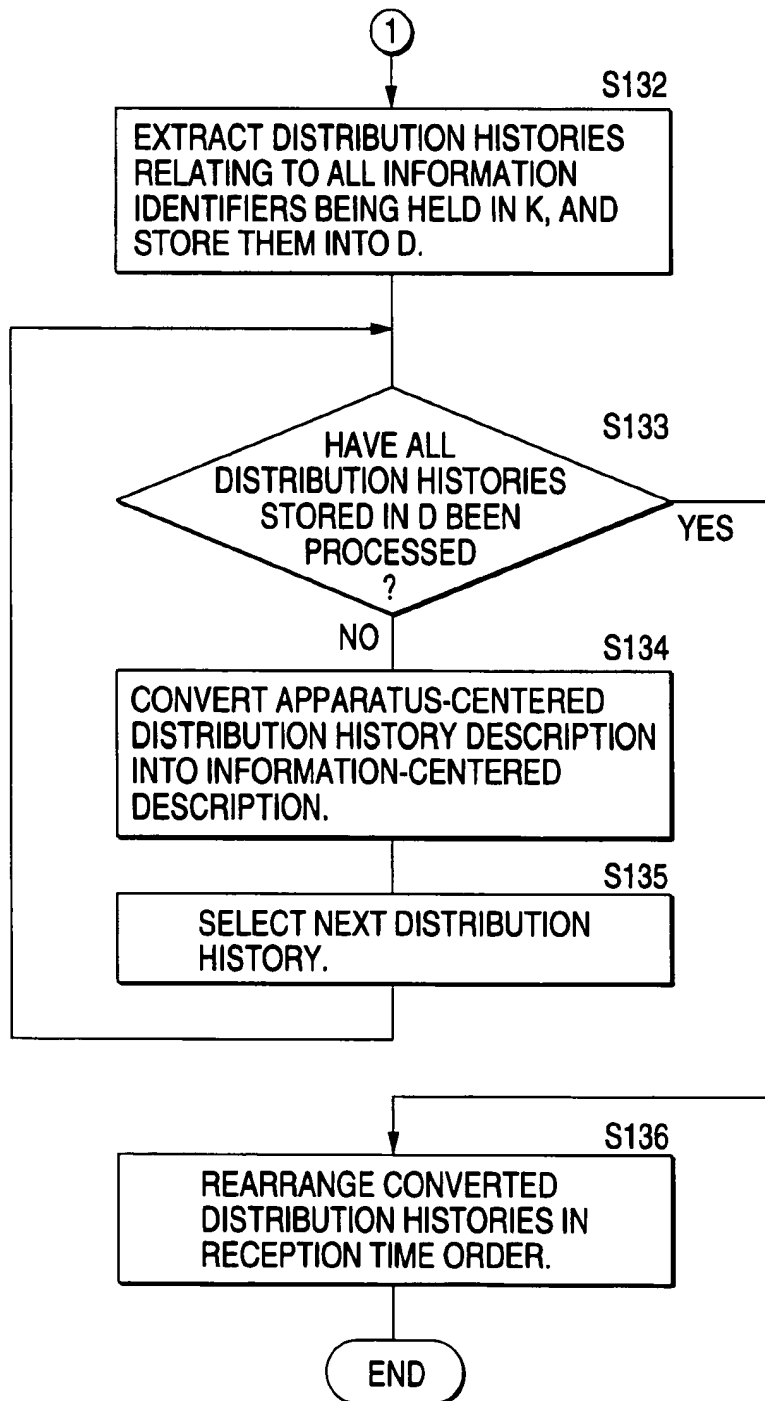 1
S132
EXTRACT DISTRIBUTION HISTORIES
RELATING TO ALL INFORMATION
IDENTIFIERS BEING HELD IN K, AND
STORE THEM INTO D.
S133
HAVE ALL
DISTRIBUTION HISTORIES
STORED IN D BEEN
PROCESSED
?
YES
NO
S134
CONVERT APPARATUS-CENTERED
DISTRIBUTION HISTORY DESCRIPTION
INTO INFORMATION-CENTERED
DESCRIPTION.
S135
SELECT NEXT DISTRIBUTION
HISTORY.
S136
REARRANGE CONVERTED
DISTRIBUTION HISTORIES IN
RECEPTION TIME ORDER.
END